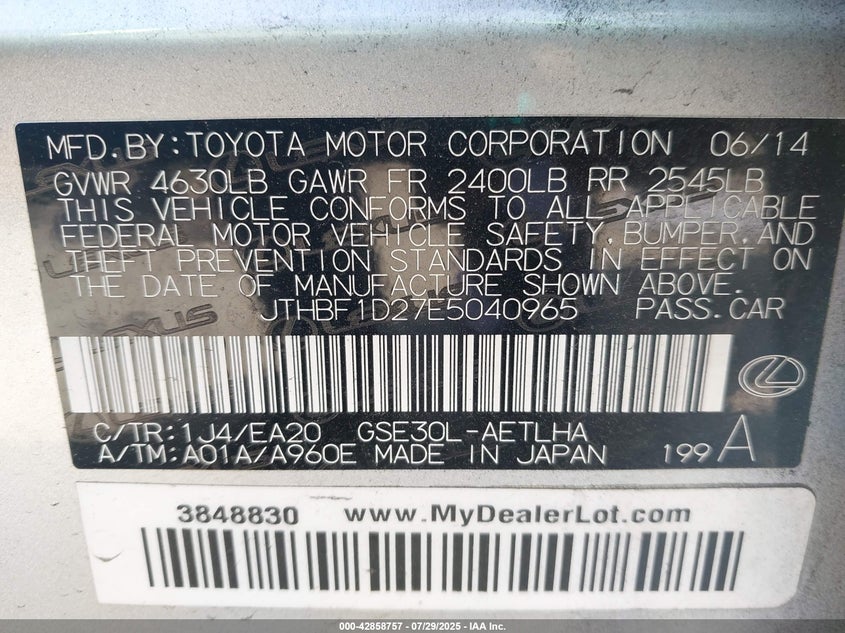 MFD.BY:TOYOTA MOTOR CORPORATION 06/14
GVWR 4630LB GAWR FR 2400LB RR 2545LB
THIS VEHICLE CONFORMS TO ALL APPLICABLE
FEDERAL MOTOR VEHICLE SAFETY,BUMPER,AND
THEFT PREVENTION STANDARDS IN EFFECT ON
THE DATE OF MANUFACTURE SHOWN ABOVE.
JTHBF1D27E5040965 PASS.CAR
C/TR:1J4/EA20 GSE30L-AETLHA
A/TM:A01A/A960E MADE IN JAPAN 199 A
3848830 www.MyDealerLot.com
000-42858757 - 07/29/2025 - IAA Inc.